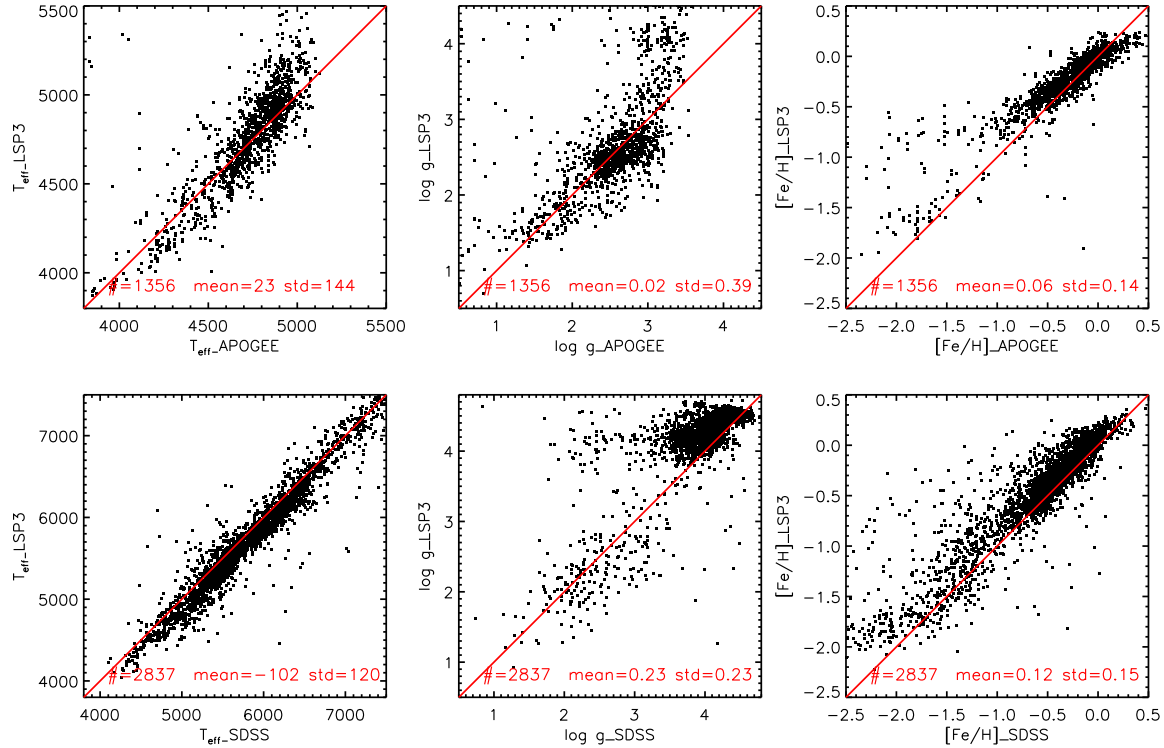 5500
5000
4500
4000
T_eff_LSP3
#=1356 mean=23 std=144
4000 4500 5000 5500
T_eff_APOGEE
4
3
2
1
log g_LSP3
#=1356 mean=0.02 std=0.39
1 2 3 4
log g_APOGEE
0.5
0.0
−0.5
−1.0
−1.5
−2.0
−2.5
[Fe/H]_LSP3
#=1356 mean=0.06 std=0.14
−2.5 −2.0 −1.5 −1.0 −0.5 0.0 0.5
[Fe/H]_APOGEE
7000
6000
5000
4000
T_eff_LSP3
#=2837 mean=−102 std=120
4000 5000 6000 7000
T_eff_SDSS
4
3
2
1
log g_LSP3
#=2837 mean=0.23 std=0.23
1 2 3 4
log g_SDSS
0.5
0.0
−0.5
−1.0
−1.5
−2.0
−2.5
[Fe/H]_LSP3
#=2837 mean=0.12 std=0.15
−2.5 −2.0 −1.5 −1.0 −0.5 0.0 0.5
[Fe/H]_SDSS